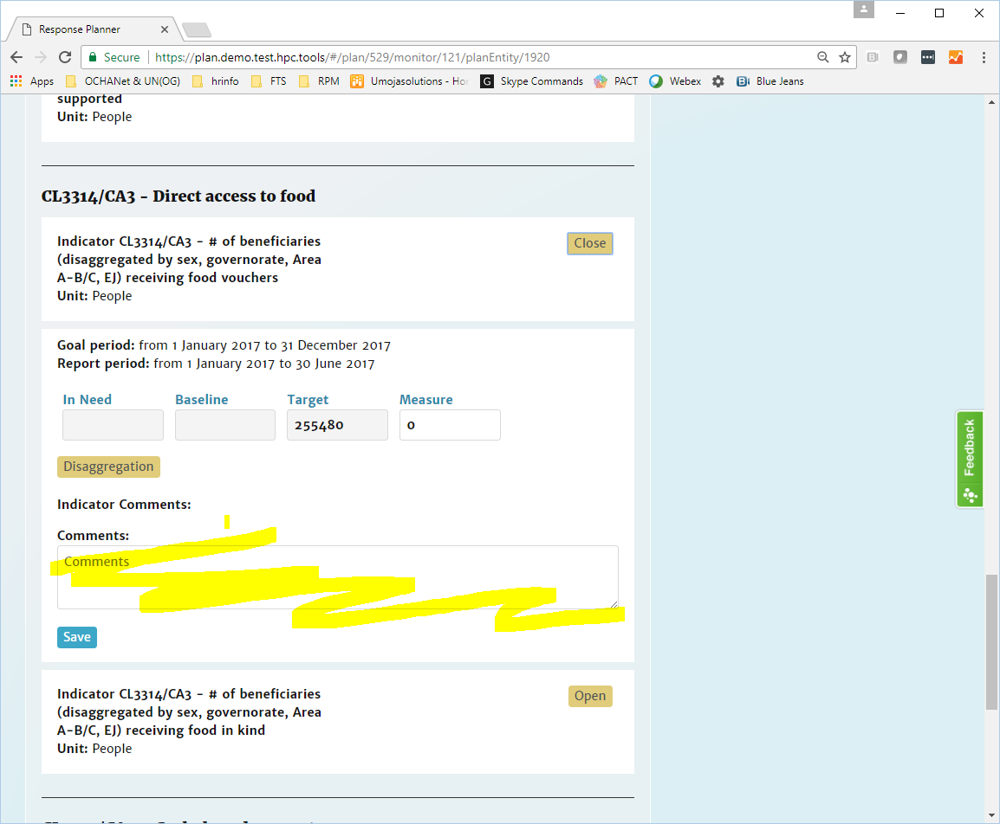 Response Planner
Secure https://plan.demo.test.hpc.tools/#/plan/529/monitor/121/planEntity/1920
Apps OCHANet & UN(OG) hrinfo FTS RPM Umojasolutions - Ho G Skype Commands PACT Webex Blue Jeans
supported
Unit: People
CL3314/CA3 - Direct access to food
Indicator CL3314/CA3 - # of beneficiaries
(disaggregated by sex, governorate, Area
A-B/C, EJ) receiving food vouchers
Unit: People
Close
Goal period: from 1 January 2017 to 31 December 2017
Report period: from 1 January 2017 to 30 June 2017
In Need Baseline Target Measure
255480 0
Disaggregation
Indicator Comments:
Comments:
Comments
Save
Indicator CL3314/CA3 - # of beneficiaries
(disaggregated by sex, governorate, Area
A-B/C, EJ) receiving food in kind
Unit: People
Open
Feedback